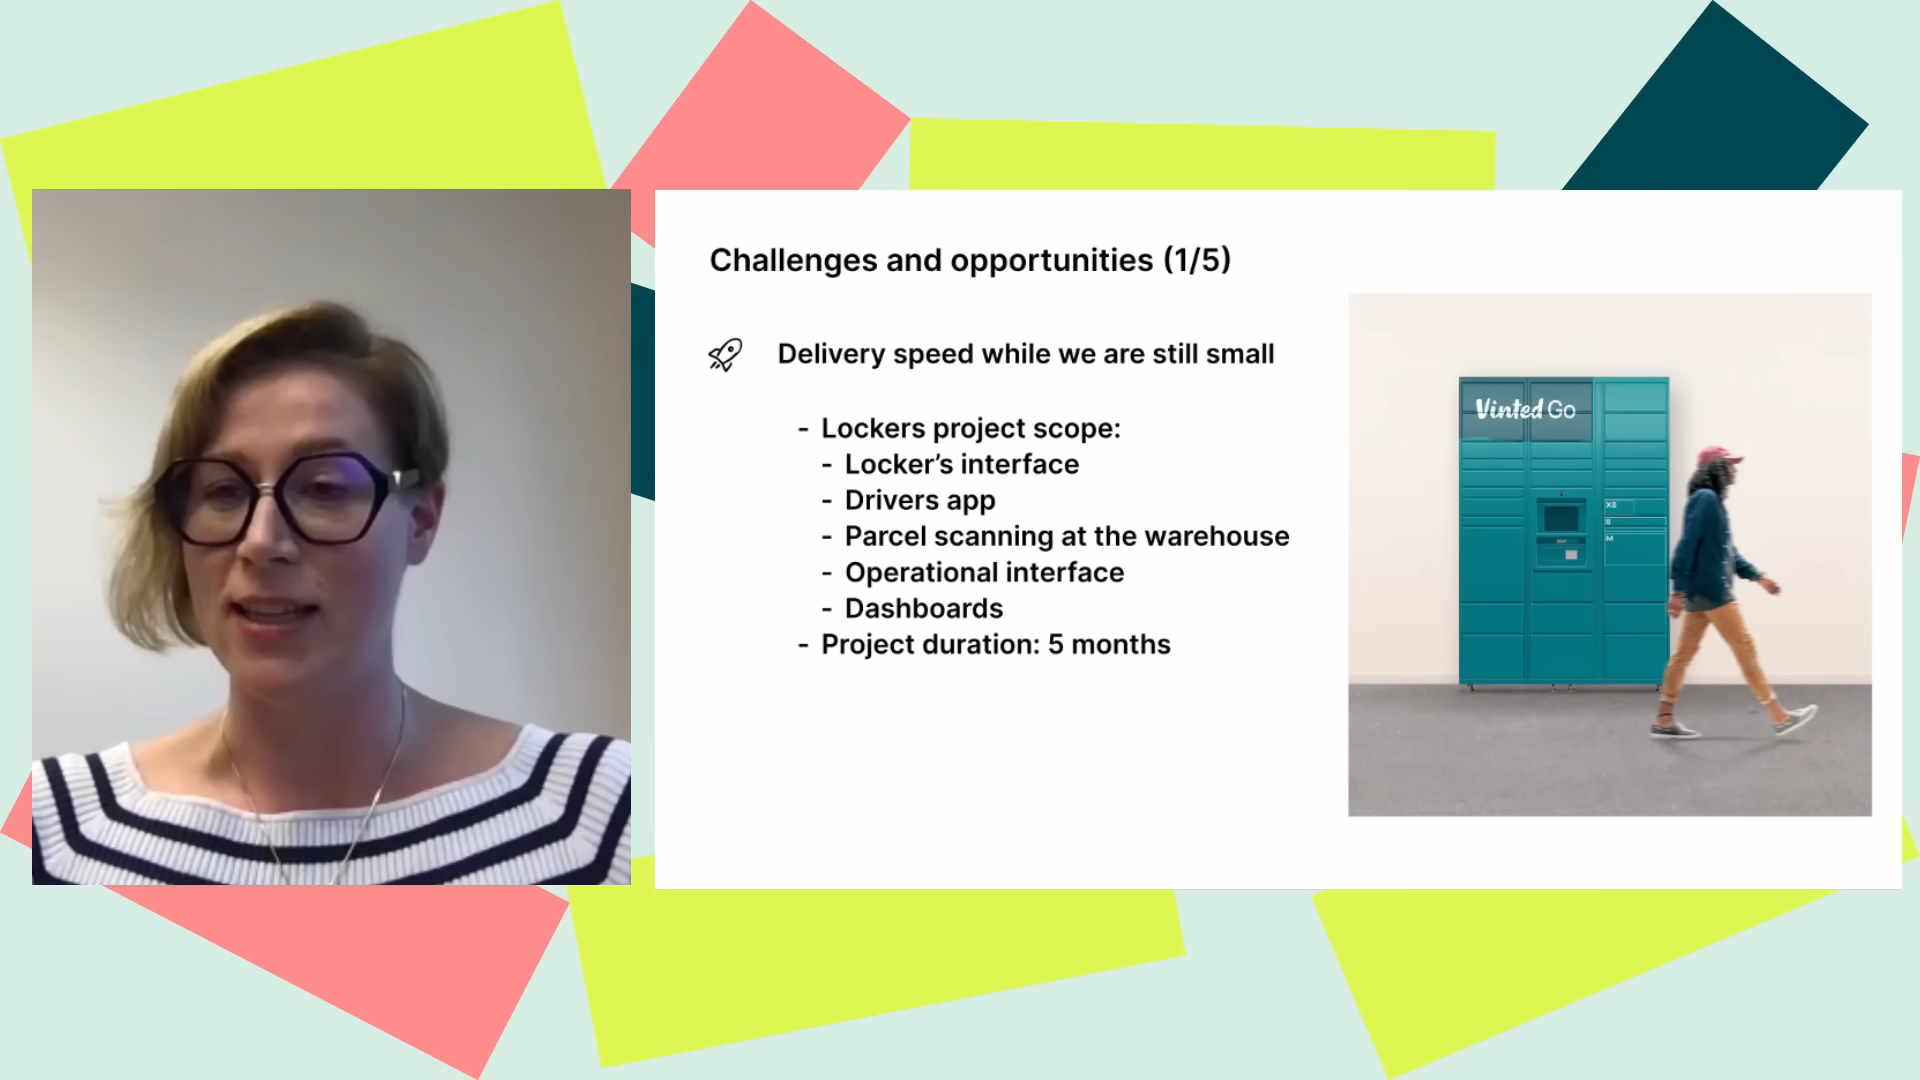 Challenges and opportunities (1/5)
Delivery speed while we are still small
- Lockers project scope:
- Locker’s interface
- Drivers app
- Parcel scanning at the warehouse
- Operational interface
- Dashboards
- Project duration: 5 months
Vinted Go
XS
S
M